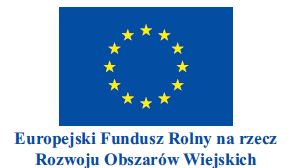 Europejski Fundusz Rolny na rzecz
Rozwoju Obszarów Wiejskich